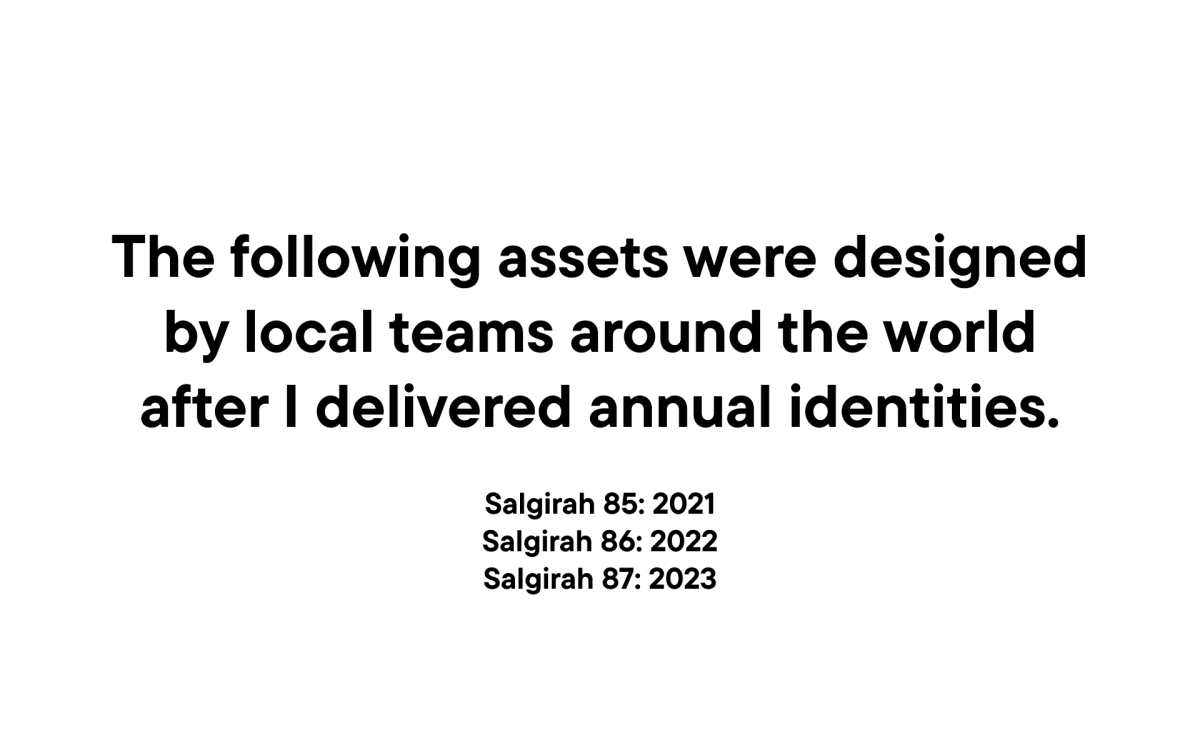 The following assets were designed
by local teams around the world
after I delivered annual identities.
Salgirah 85: 2021
Salgirah 86: 2022
Salgirah 87: 2023